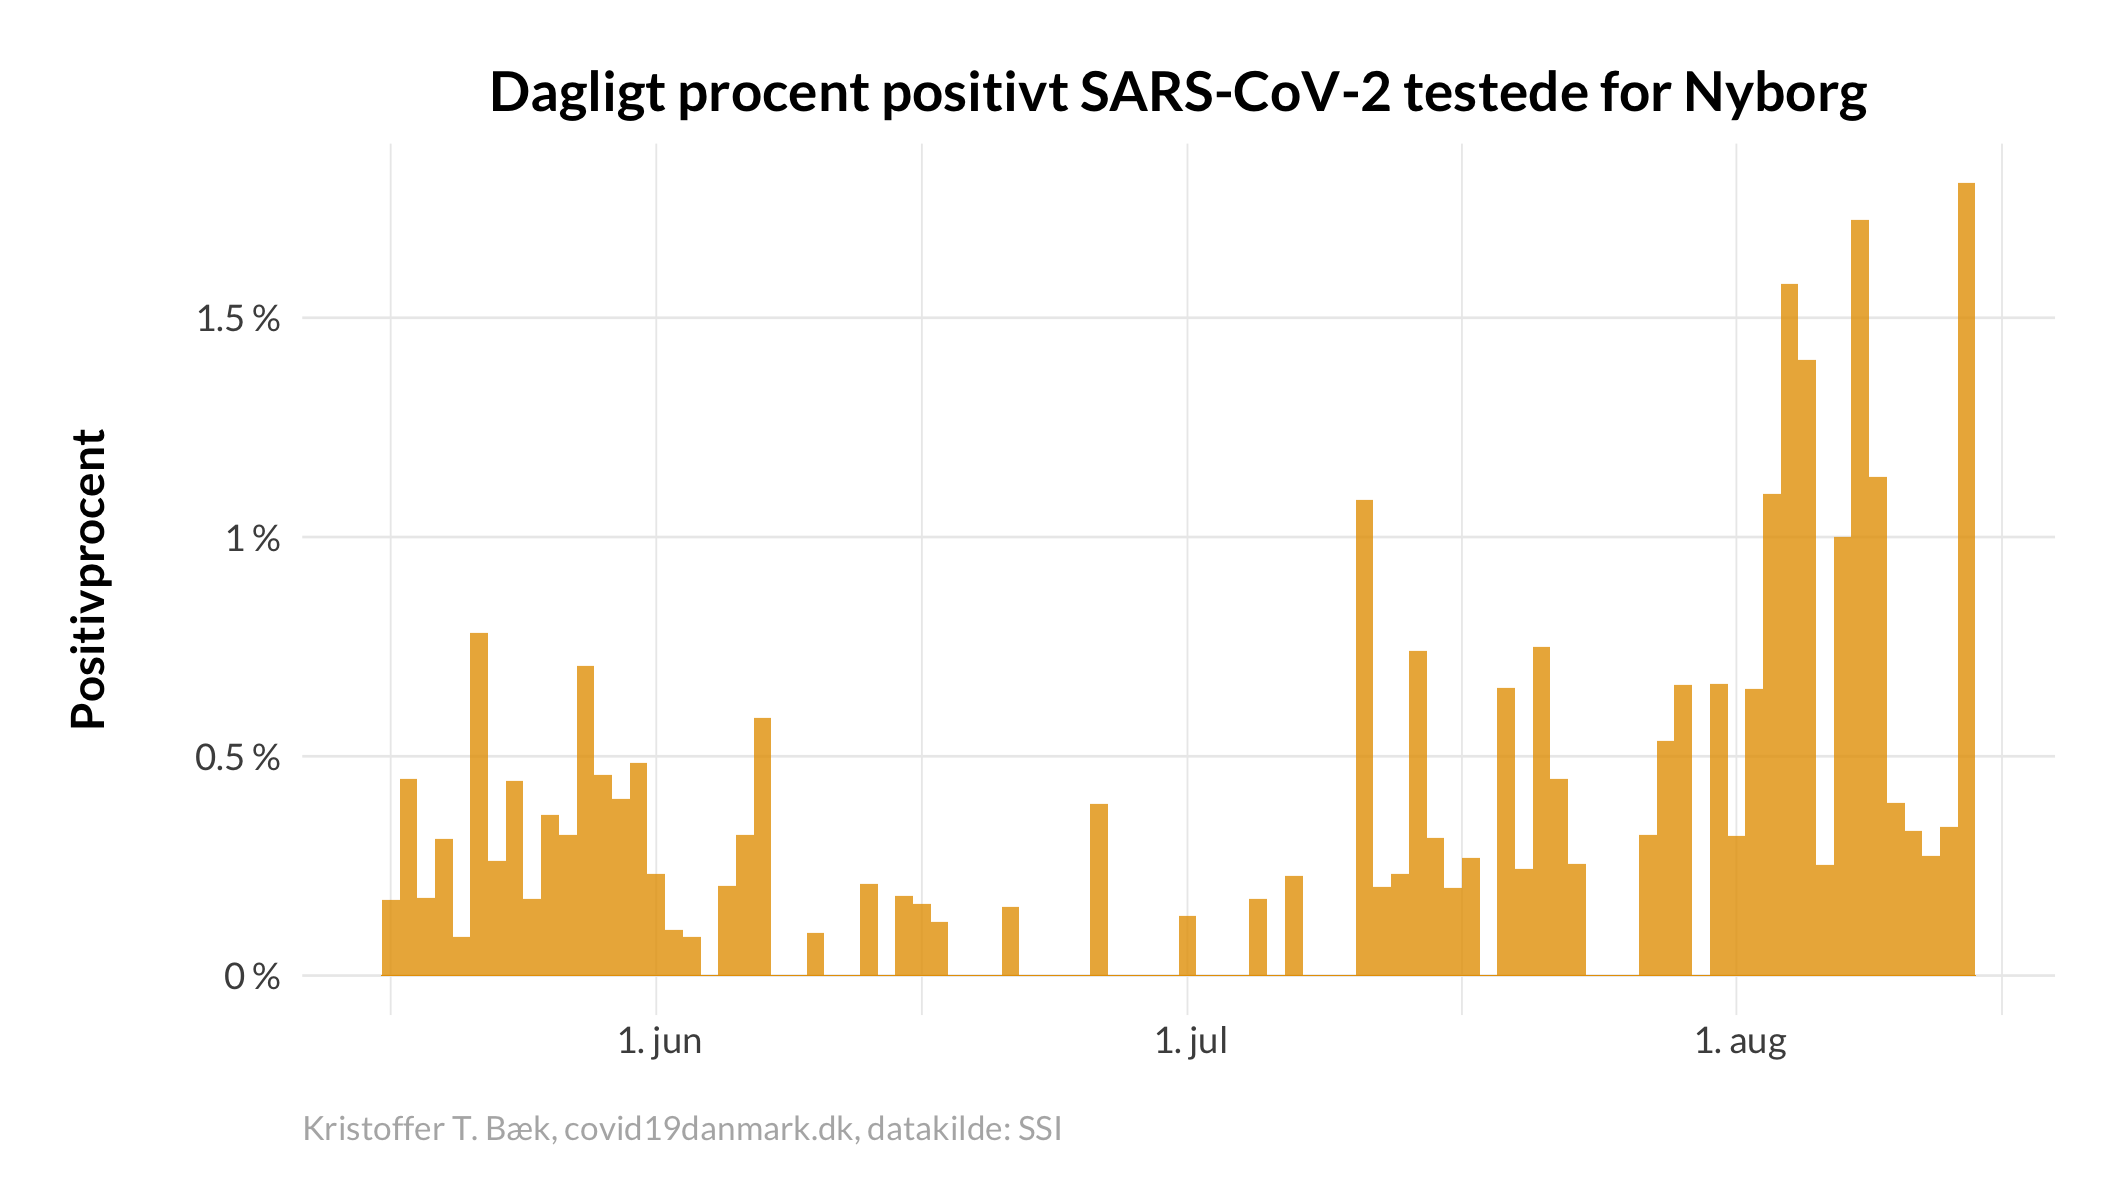 Dagligt procent positivt SARS-CoV-2 testede for Nyborg
Positivprocent
1.5 %
1 %
0.5 %
0 %
1. jun
1. jul
1. aug
Kristoffer T. Bæk, covid19danmark.dk, datakilde: SSI